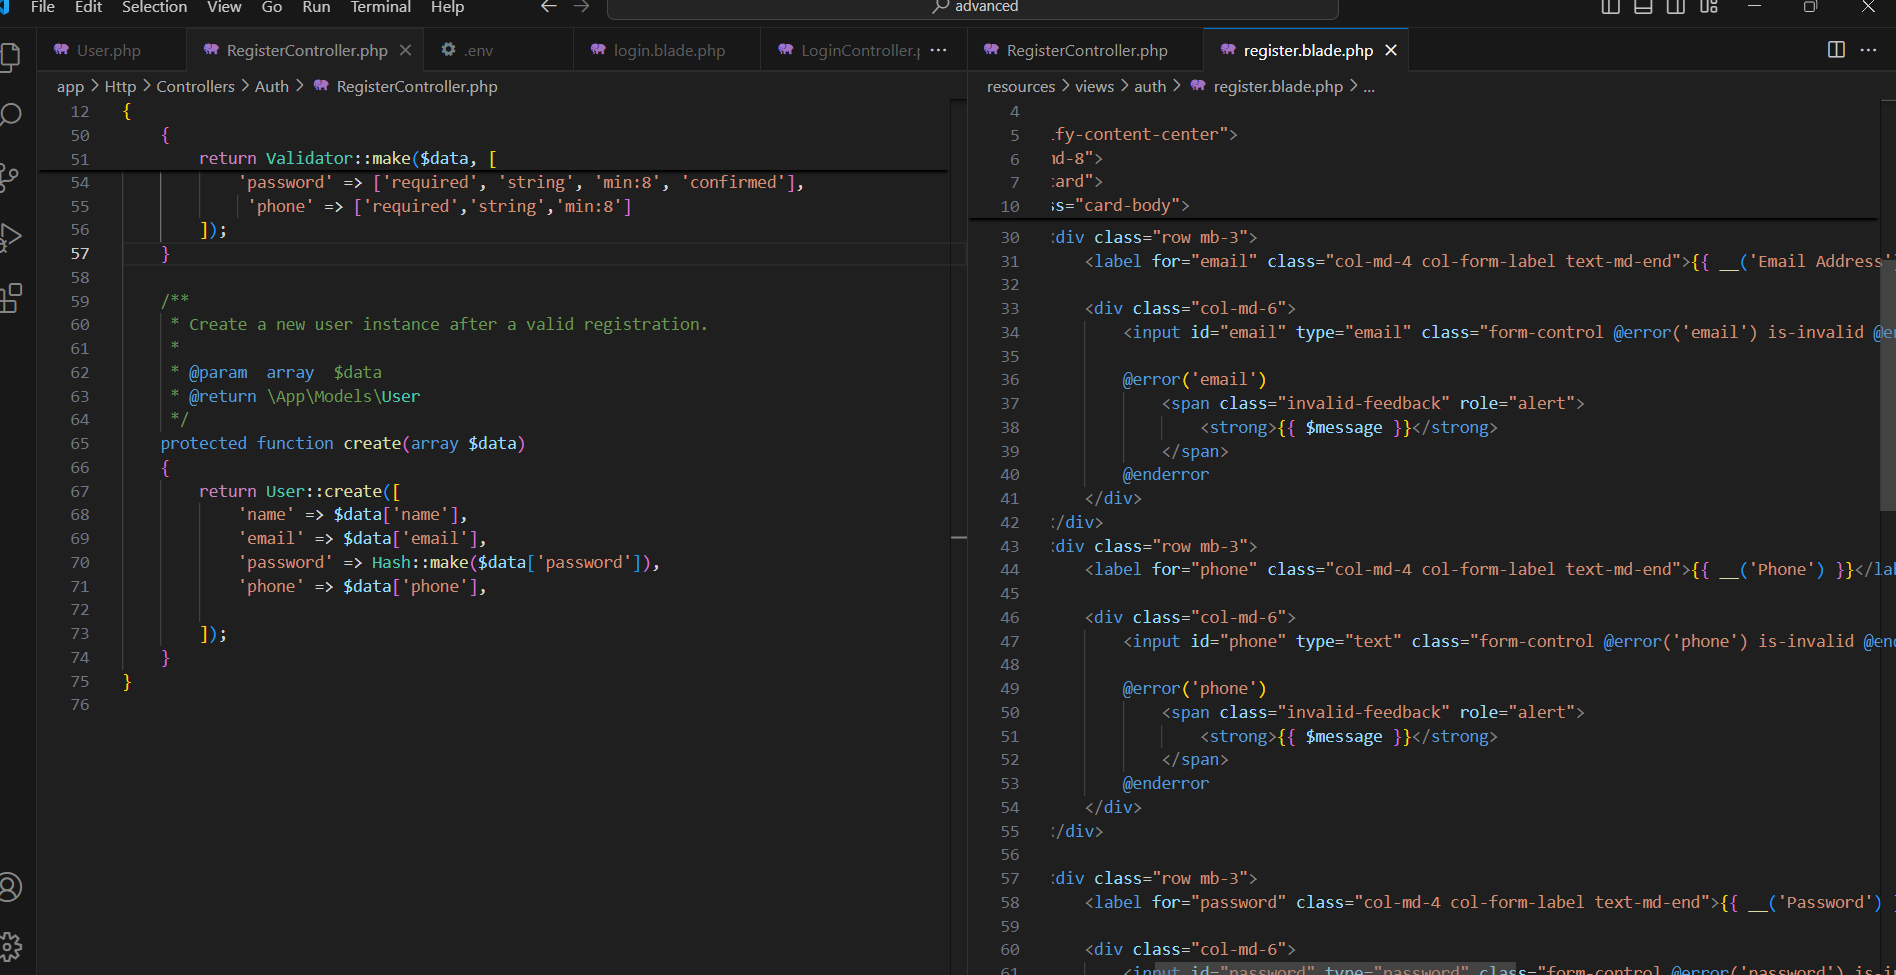 File Edit Selection View Go Run Terminal Help
advanced
User.php RegisterController.php .env login.blade.php
RegisterController.php register.blade.php
app > Http > Controllers > Auth > RegisterController.php
12 {
50 {
51 return Validator::make($data, [
54 'password' => ['required', 'string', 'min:8', 'confirmed'],
55 'phone' => ['required','string','min:8']
56 ]);
57 }
58
59 /**
60 * Create a new user instance after a valid registration.
61 *
62 * @param array $data
63 * @return \App\Models\User
64 */
65 protected function create(array $data)
66 {
67 return User::create([
68 'name' => $data['name'],
69 'email' => $data['email'],
70 'password' => Hash::make($data['password']),
71 'phone' => $data['phone'],
72
73 ]);
74 }
75 }
76
resources > views > auth > register.blade.php > ...
4
5 fy-content-center">
6 d-8">
7 card">
10 ss="card-body">
30 div class="row mb-3">
31 <label for="email" class="col-md-4 col-form-label text-md-end">{{ __('Email Address'
32
33 <div class="col-md-6">
34 <input id="email" type="email" class="form-control @error('email') is-invalid
35
36 @error('email')
37 <span class="invalid-feedback" role="alert">
38 <strong>{{ $message }}</strong>
39 </span>
40 @enderror
41 </div>
42 /div>
43 div class="row mb-3">
44 <label for="phone" class="col-md-4 col-form-label text-md-end">{{ __('Phone') }}</la
45
46 <div class="col-md-6">
47 <input id="phone" type="text" class="form-control @error('phone') is-invalid @en
48
49 @error('phone')
50 <span class="invalid-feedback" role="alert">
51 <strong>{{ $message }}</strong>
52 </span>
53 @enderror
54 </div>
55 /div>
56
57 div class="row mb-3">
58 <label for="password" class="col-md-4 col-form-label text-md-end">{{ __('Password')
59
60 <div class="col-md-6">
61 <input id="password" type="password" class="form-control @error('password')